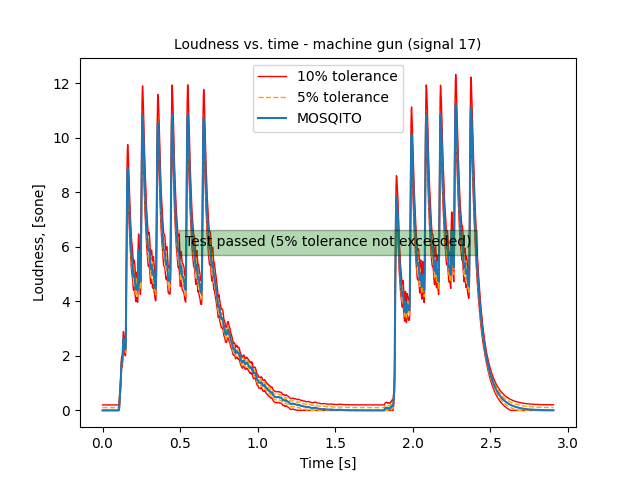 Loudness vs. time - machine gun (signal 17)
10% tolerance
5% tolerance
MOSQITO
Test passed (5% tolerance not exceeded)
Loudness, [sone]
12
10
8
6
4
2
0
0.0 0.5 1.0 1.5 2.0 2.5 3.0
Time [s]